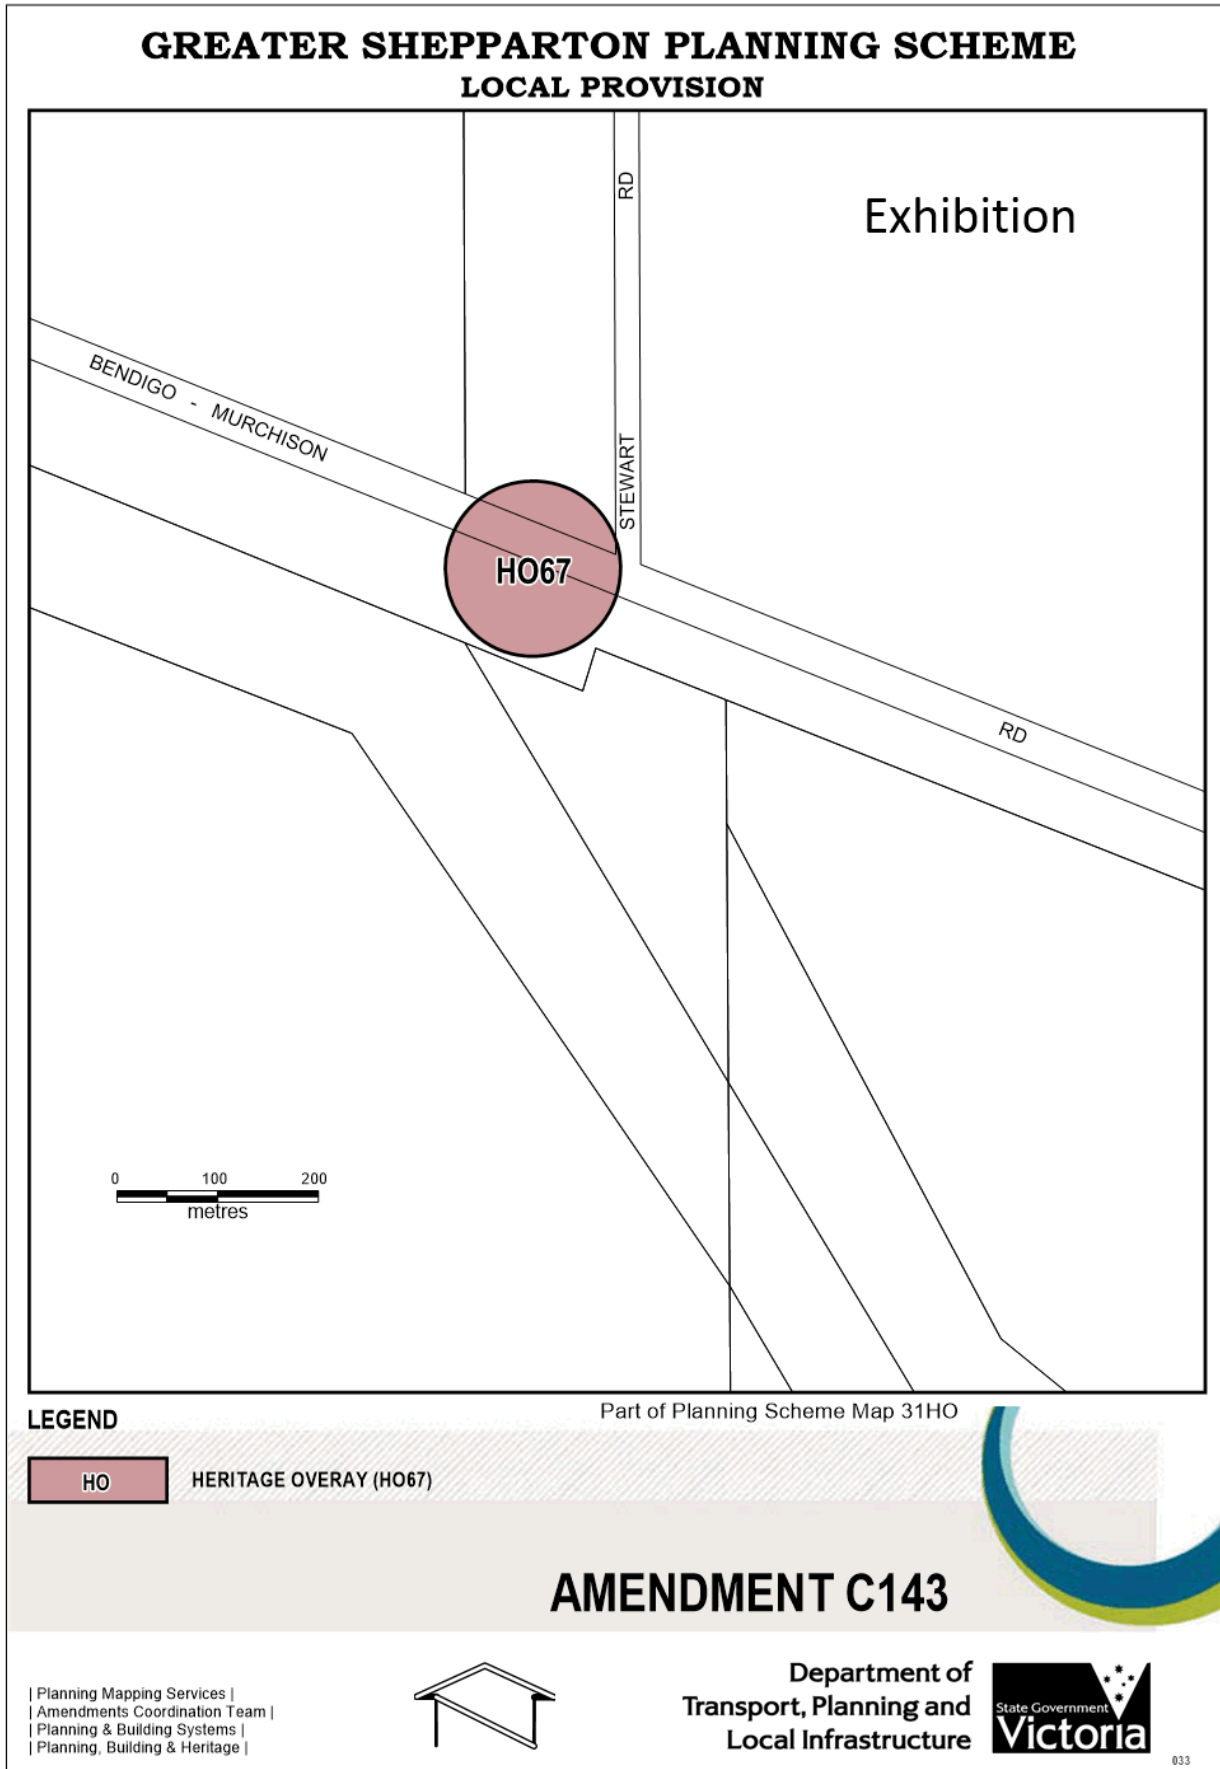 GREATER SHEPPARTON PLANNING SCHEME
LOCAL PROVISION
Exhibition
RD
STEWART
BENDIGO - MURCHISON
HO67
RD
0 100 200
metres
Part of Planning Scheme Map 31HO
LEGEND
HO HERITAGE OVERAY (HO67)
AMENDMENT C143
| Planning Mapping Services |
| Amendments Coordination Team |
| Planning & Building Systems |
| Planning, Building & Heritage |
Department of
Transport, Planning and
Local Infrastructure
State Government
Victoria
033